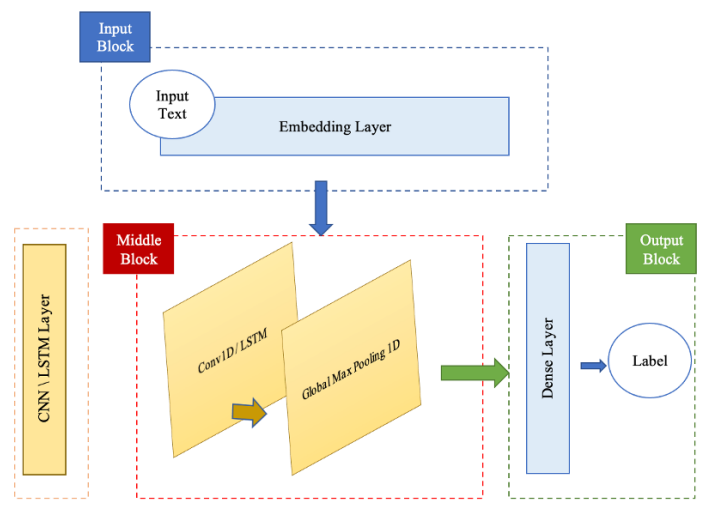 Input
Block
Input
Text
Embedding Layer
Middle
Block
Output
Block
CNN \ LSTM Layer
Conv1D / LSTM
Global Max Pooling 1D
Dense Layer
Label